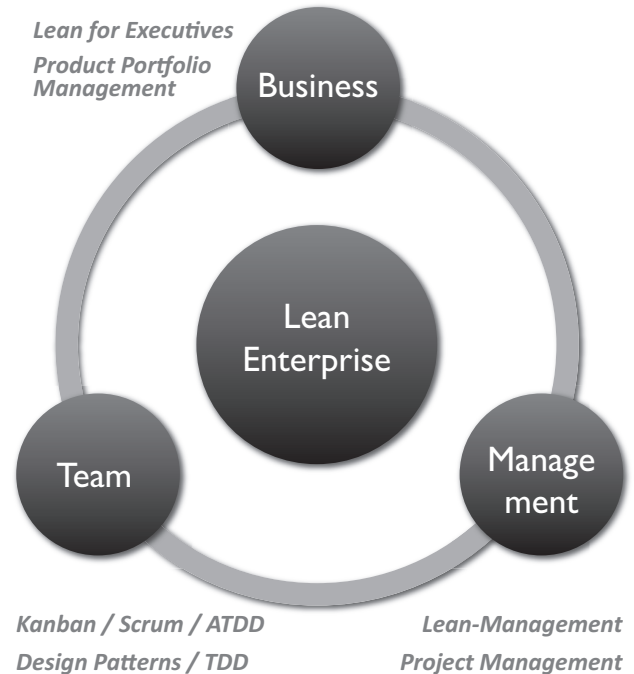 Lean for Executives
Product Portfolio
Management
Business
Lean
Enterprise
Team
Manage
ment
Kanban / Scrum / ATDD
Design Patterns / TDD
Lean-Management
Project Management